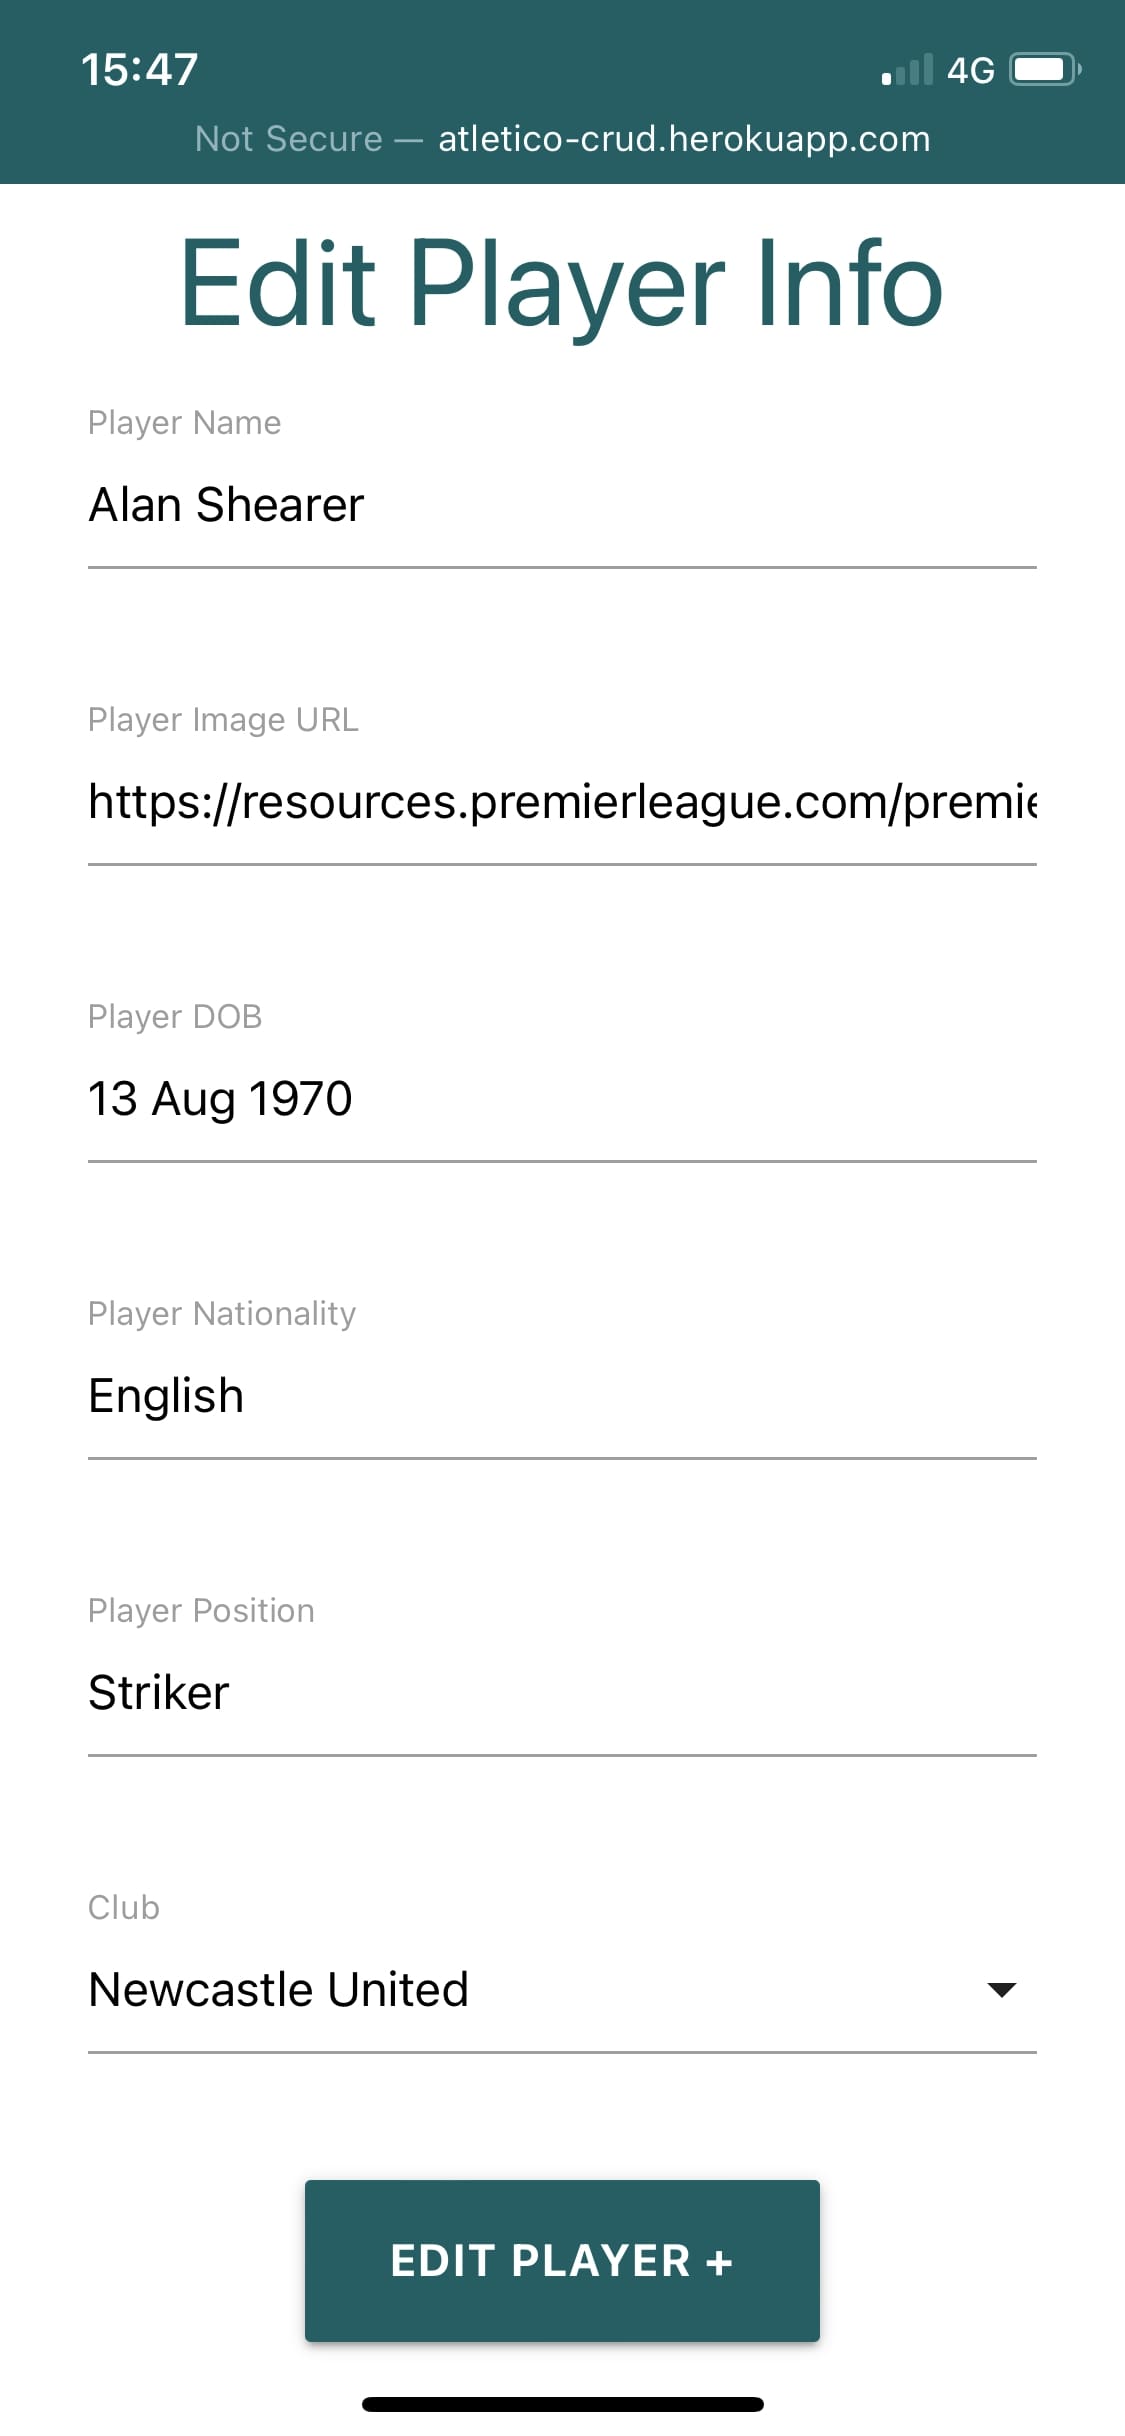 15:47
4G
Not Secure — atletico-crud.herokuapp.com
Edit Player Info
Player Name
Alan Shearer
Player Image URL
https://resources.premierleague.com/premie
Player DOB
13 Aug 1970
Player Nationality
English
Player Position
Striker
Club
Newcastle United
EDIT PLAYER +